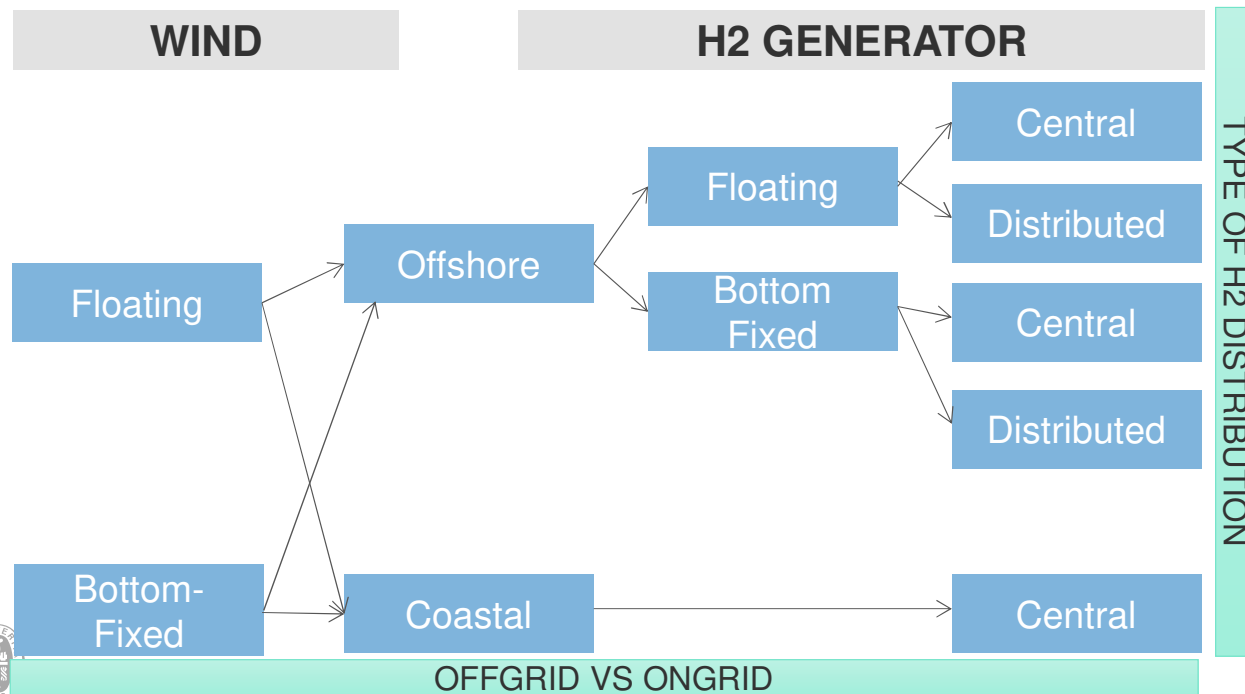 WIND
H2 GENERATOR
Central
Floating
Distributed
Offshore
Floating
Bottom
Fixed
Central
Distributed
Bottom-
Fixed
Coastal
Central
OFFGRID VS ONGRID
TYPE OF H2 DISTRIBUTION